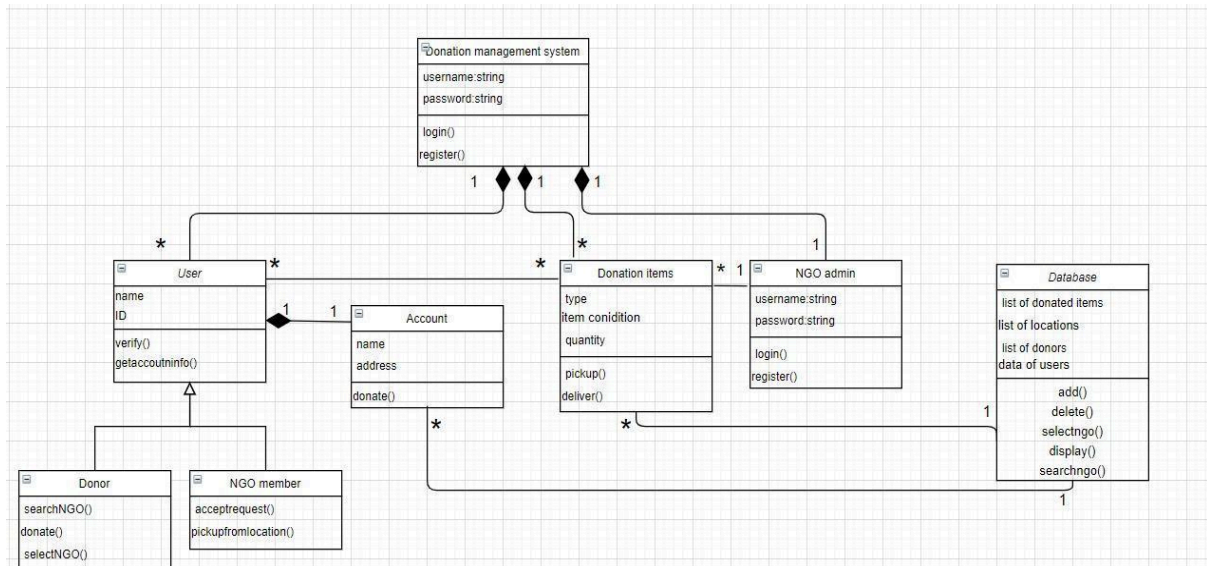 Donation management system
username:string
password:string
login()
register()
1
1
1
*
*
1
User
name
ID
verify()
getaccoutninfo()
*
*
1
1
Account
name
address
donate()
*
Donation items
type
item conidition
quantity
pickup()
deliver()
*
*
1
NGO admin
username:string
password:string
login()
register()
Database
list of donated items
list of locations
list of donors
data of users
add()
delete()
selectngo()
display()
searchngo()
1
1
Donor
searchNGO()
donate()
selectNGO()
NGO member
acceptrequest()
pickupfromlocation()